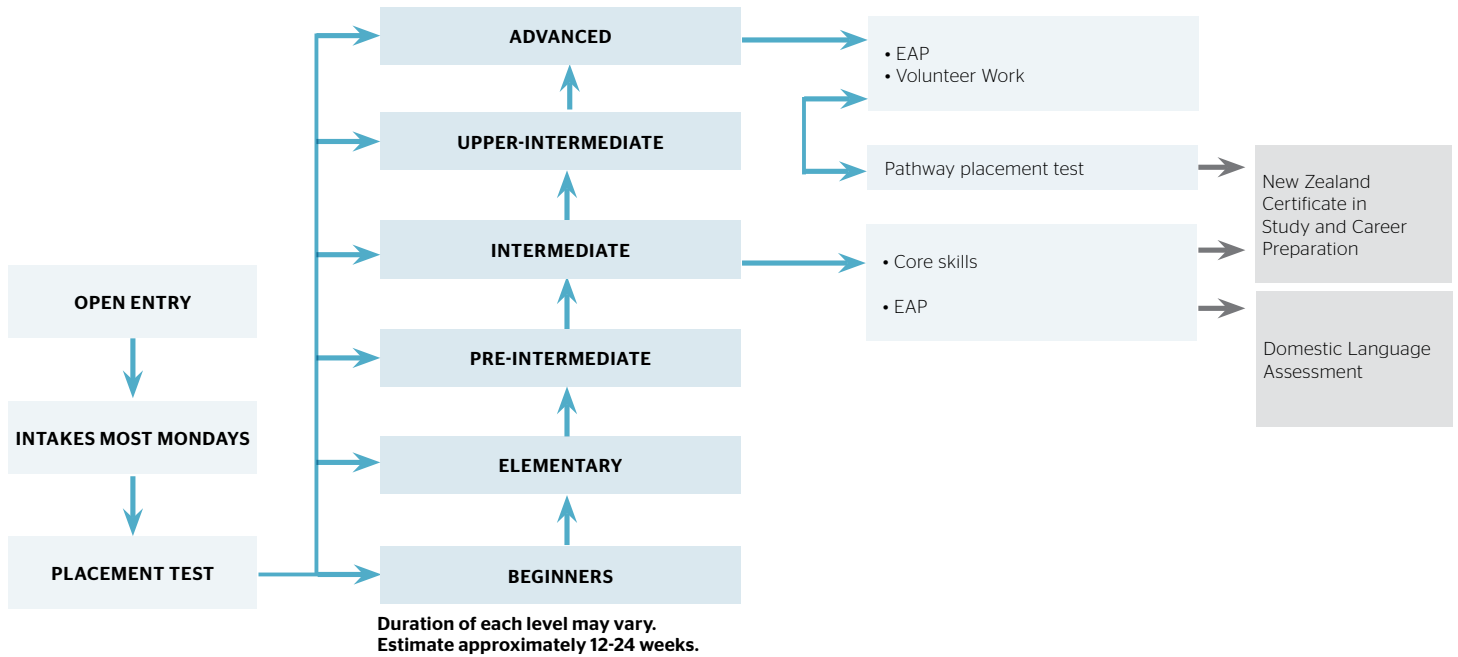 OPEN ENTRY
INTAKES MOST MONDAYS
PLACEMENT TEST
ADVANCED
UPPER-INTERMEDIATE
INTERMEDIATE
PRE-INTERMEDIATE
ELEMENTARY
BEGINNERS
Duration of each level may vary.
Estimate approximately 12-24 weeks.
• EAP
• Volunteer Work
Pathway placement test
• Core skills
• EAP
New Zealand
Certificate in
Study and Career
Preparation
Domestic Language
Assessment